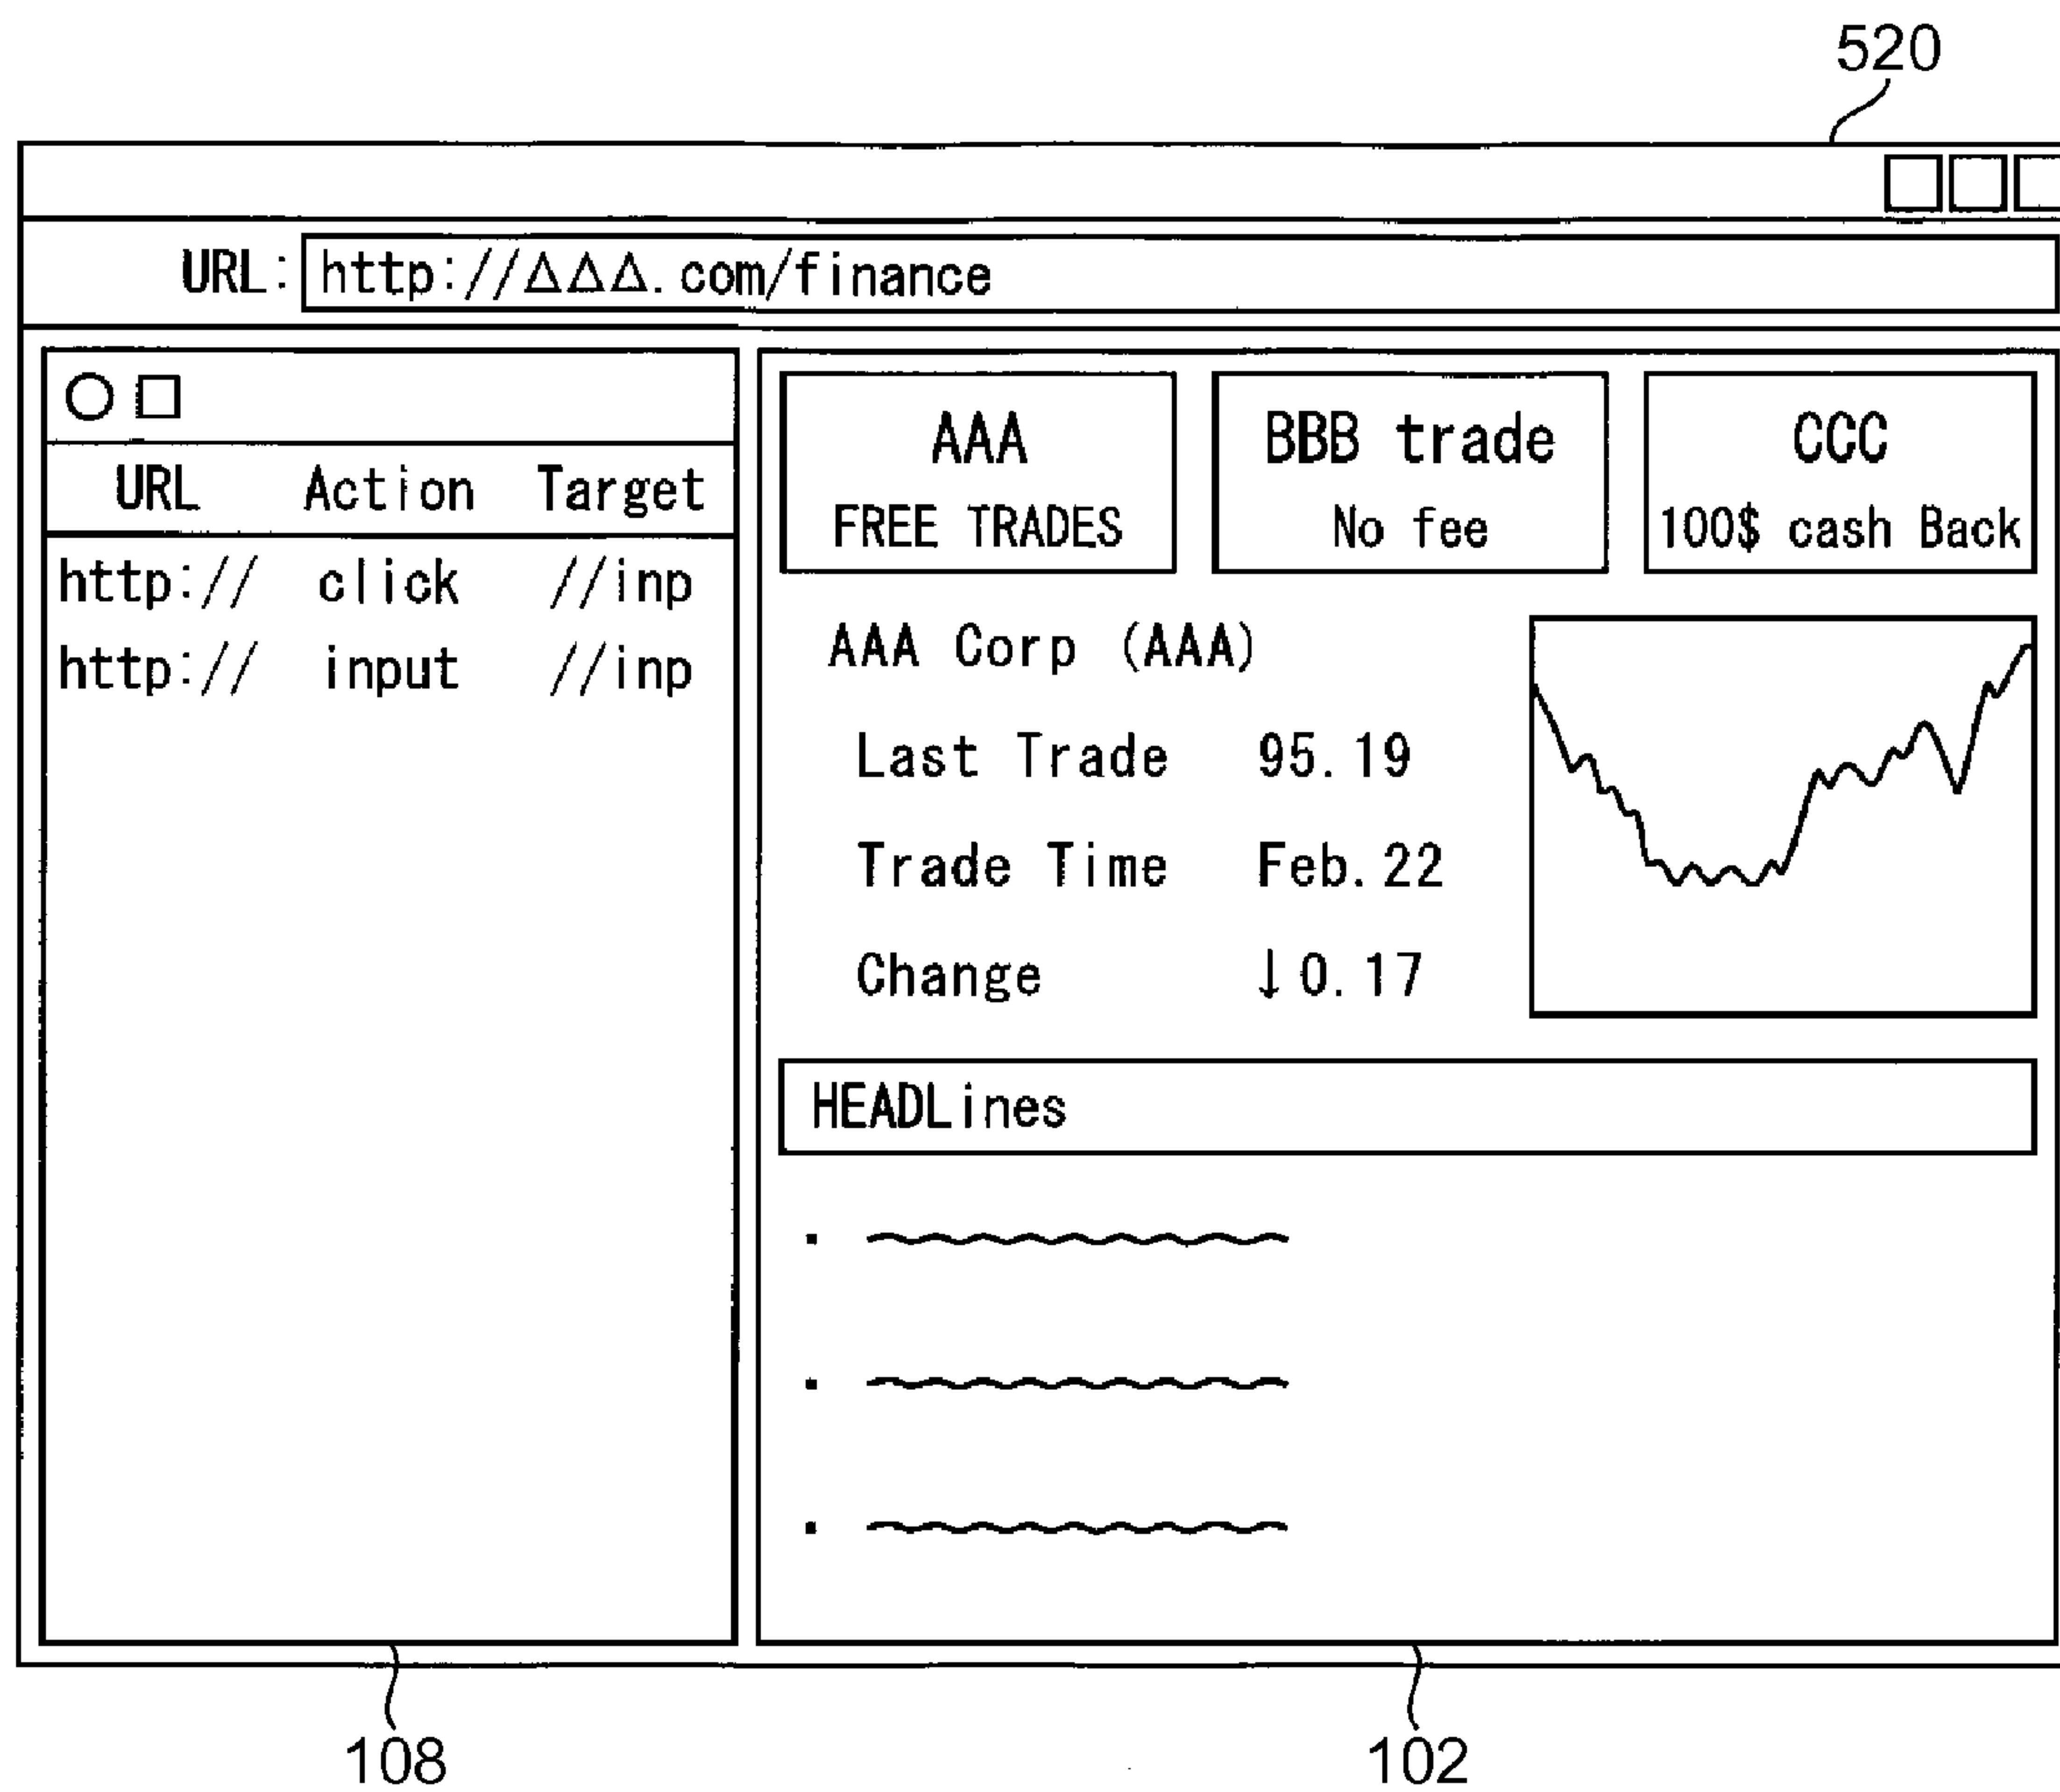 520
URL: http://ΔΔΔ.com/finance
URL Action Target
http:// click //inp
http:// input //inp
AAA
FREE TRADES
BBB trade
No fee
CCC
100$ cash Back
AAA Corp (AAA)
Last Trade 95.19
Trade Time Feb.22
Change ↓0.17
HEADLines
108
102